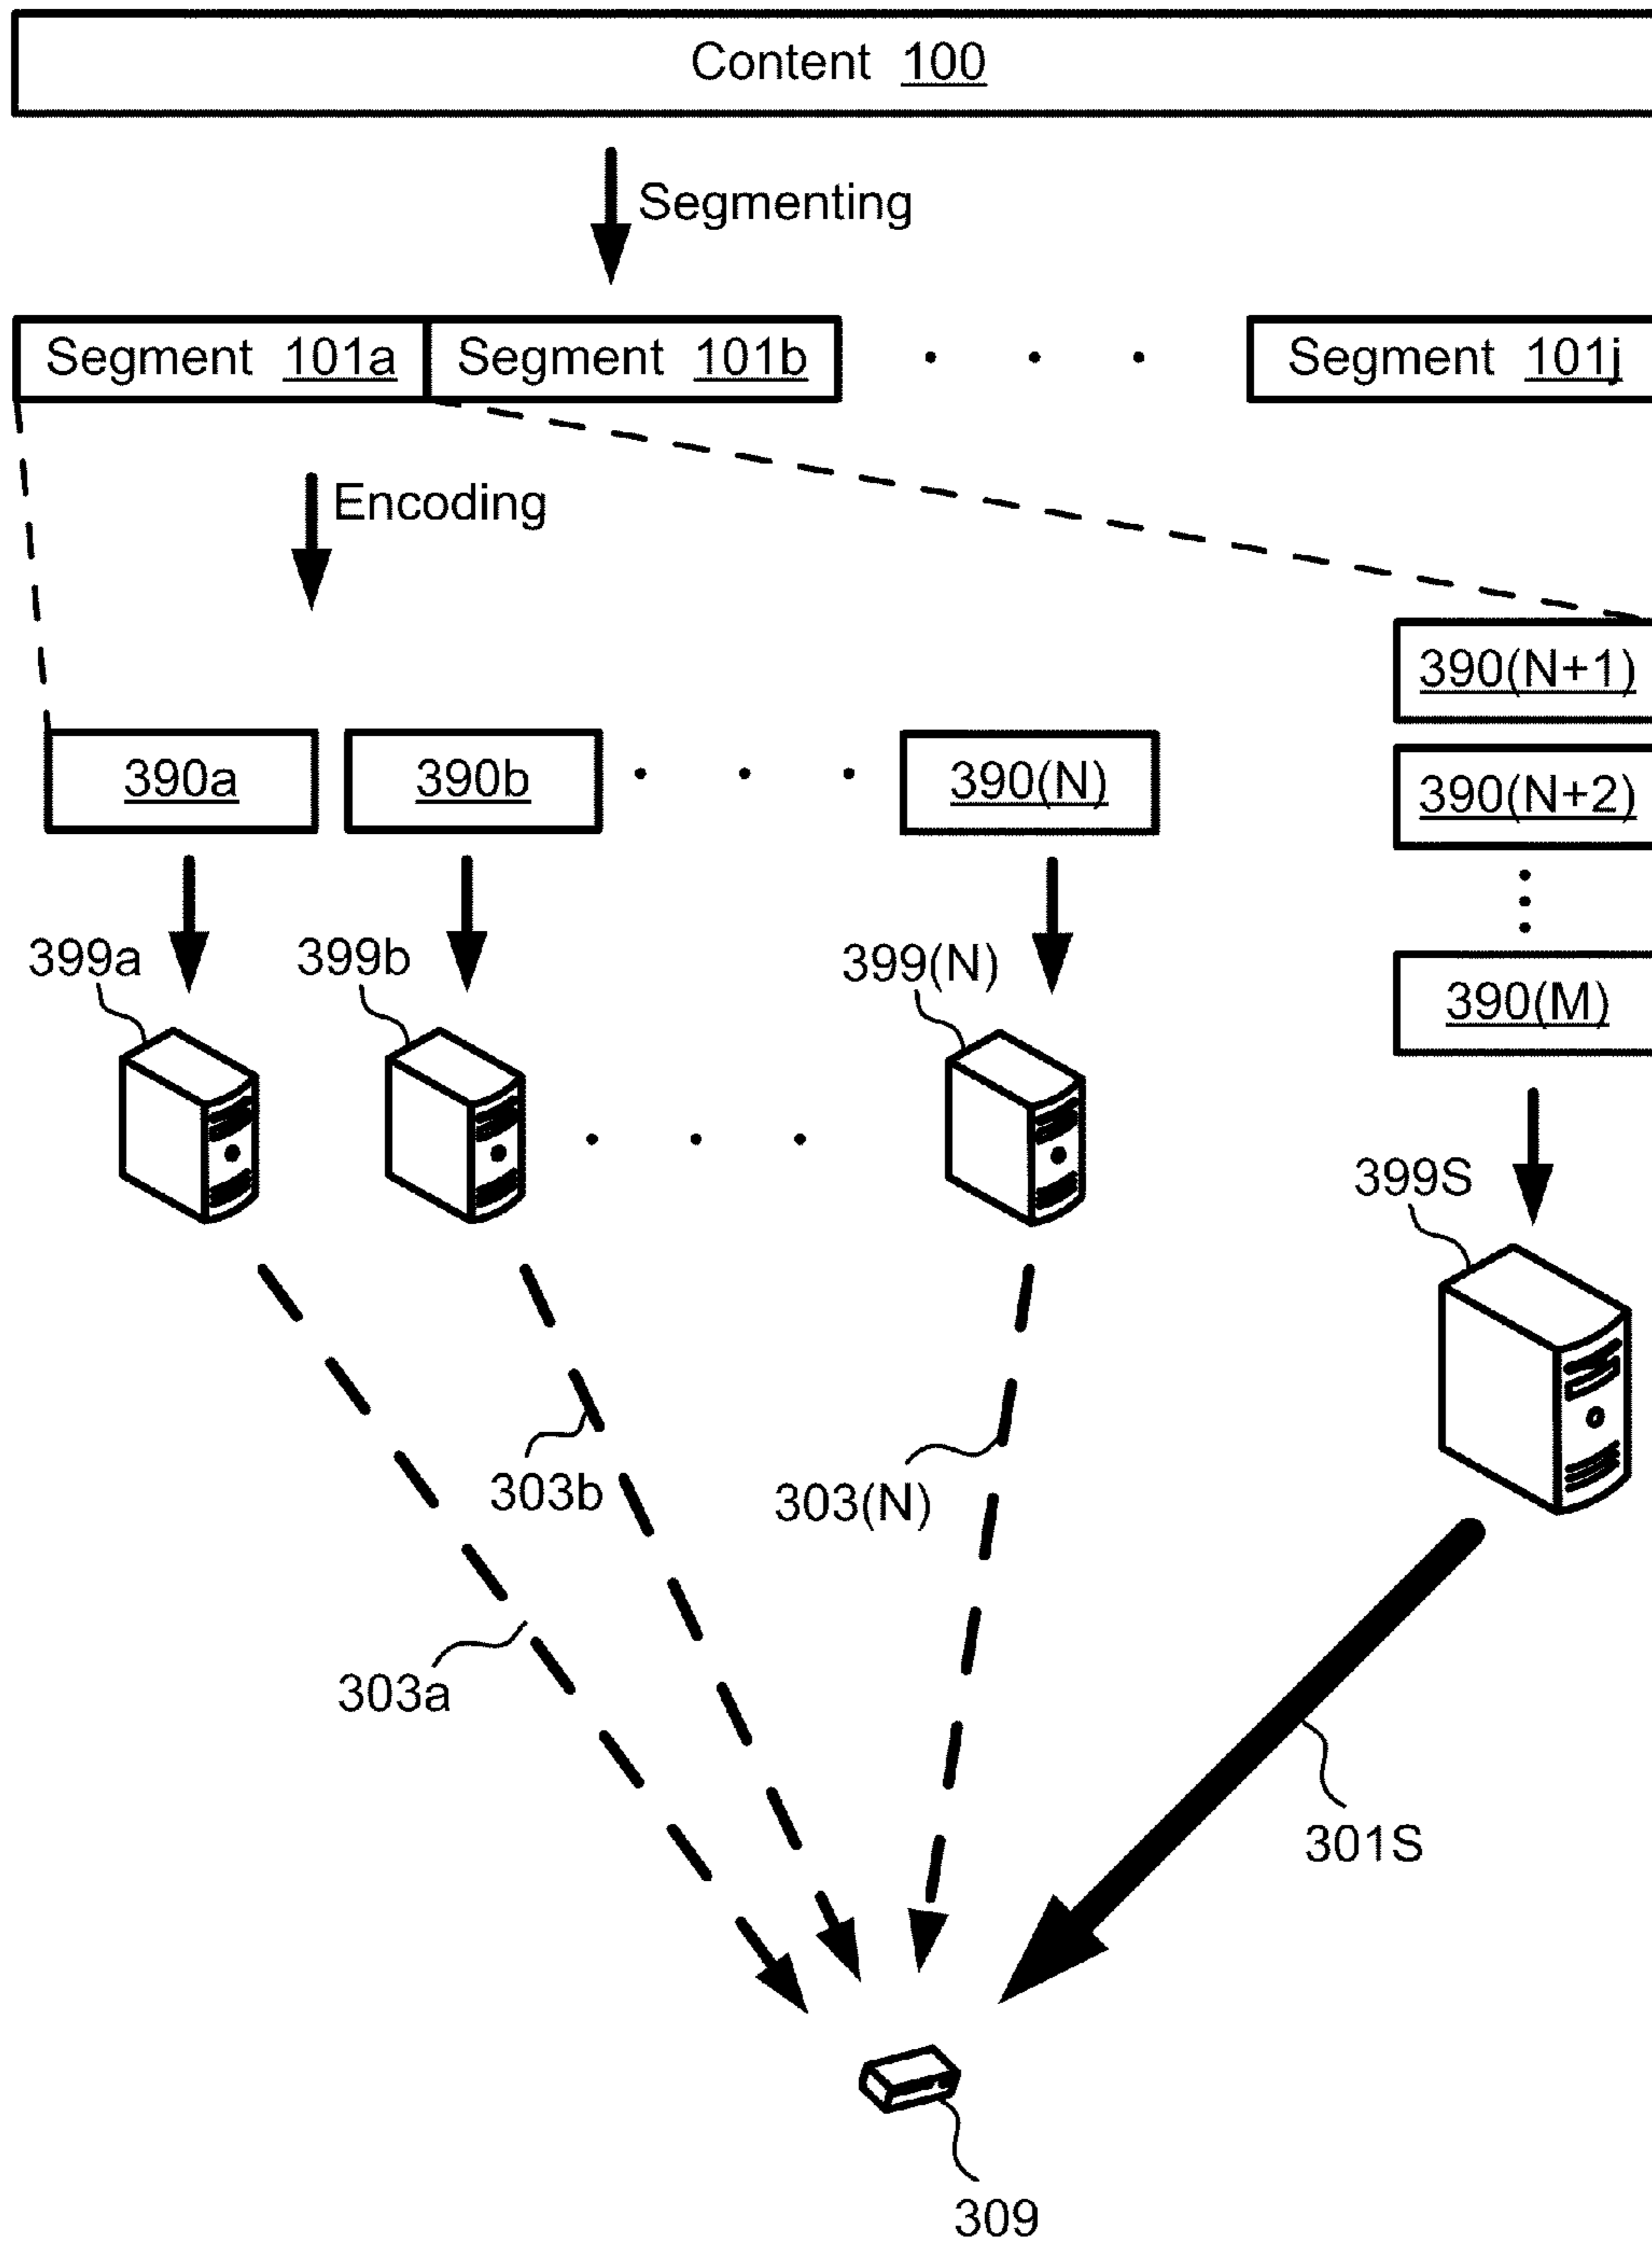 Content 100
Segmenting
Segment 101a Segment 101b . . . Segment 101j
Encoding
390(N+1)
390a 390b . . . 390(N) 390(N+2)
399a 399b 399(N)
390(M)
399S
303b 303(N)
303a
301S
309